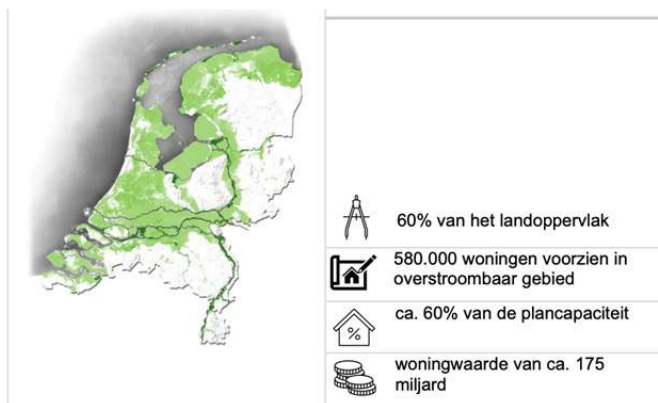 60% van het landoppervlak
580.000 woningen voorzien in
overstroombaar gebied
ca. 60% van de plancapaciteit
%
woningwaarde van ca. 175
miljard